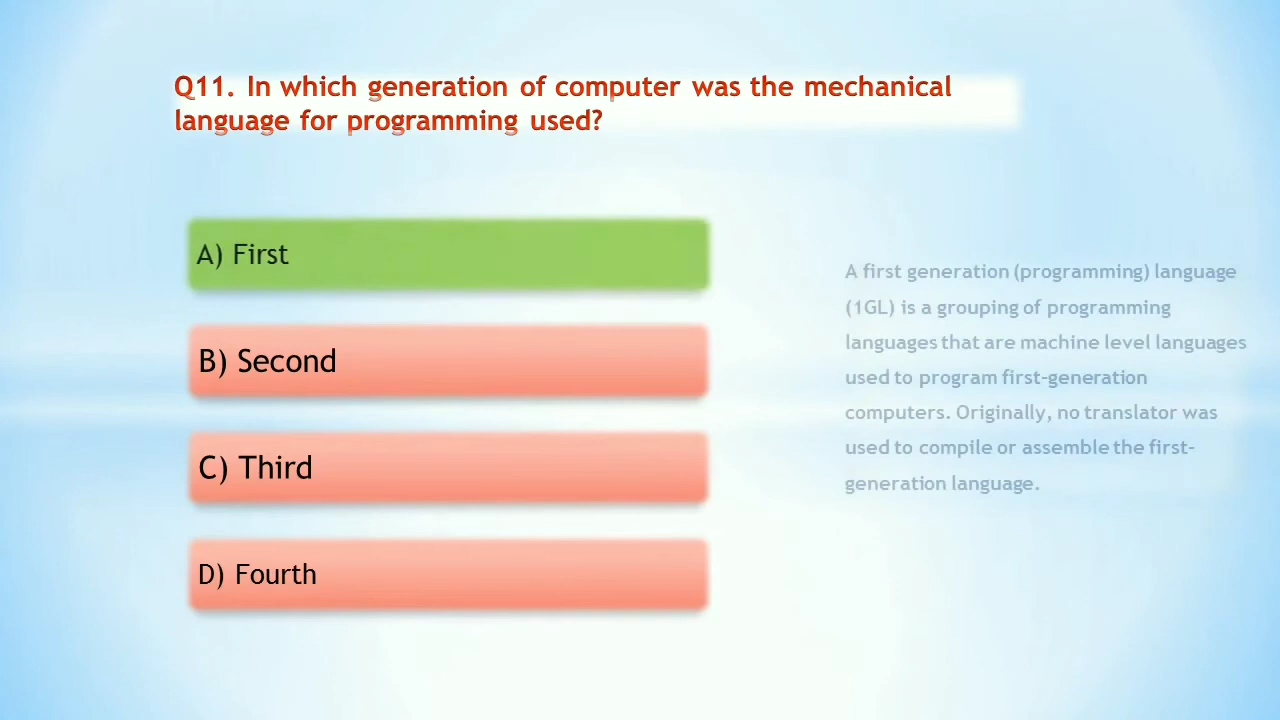 Q11. In which generation of computer was the mechanical
language for programming used?
A) First
B) Second
C) Third
D) Fourth
A first generation (programming) language
(1GL) is a grouping of programming
languages that are machine level languages
used to program first-generation
computers. Originally, no translator was
used to compile or assemble the first-
generation language.